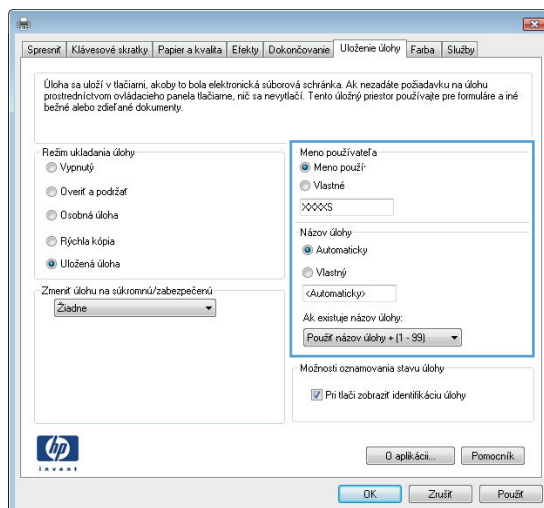 Spresniť Klávesové skratky Papier a kvalita Efekty Dokončovanie Uloženie úlohy Farba Služby
Úloha sa uloží v tlačiarni, akoby to bola elektronická súborová schránka. Ak nezadáte požiadavku na úlohu
prostredníctvom ovládacieho panela tlačiarne, nič sa nevytlačí. Tento úložný priestor používajte pre formuláre a iné
bežné alebo zdieľané dokumenty.
Režim ukladania úlohy
Vypnutý
Overiť a podržať
Osobná úloha
Rýchla kópia
Uložená úloha
Zmeniť úlohu na súkromnú/zabezpečenú
Žiadne
Meno používateľa
Meno použí
Vlastné
XXXXS
Názov úlohy
Automaticky
Vlastný
<Automaticky>
Ak existuje názov úlohy:
Použiť názov úlohy + (1 - 99)
Možnosti oznamovania stavu úlohy
Pri tlači zobraziť identifikáciu úlohy
hp
invent
O aplikácii... Pomocník
OK Zrušiť Použiť